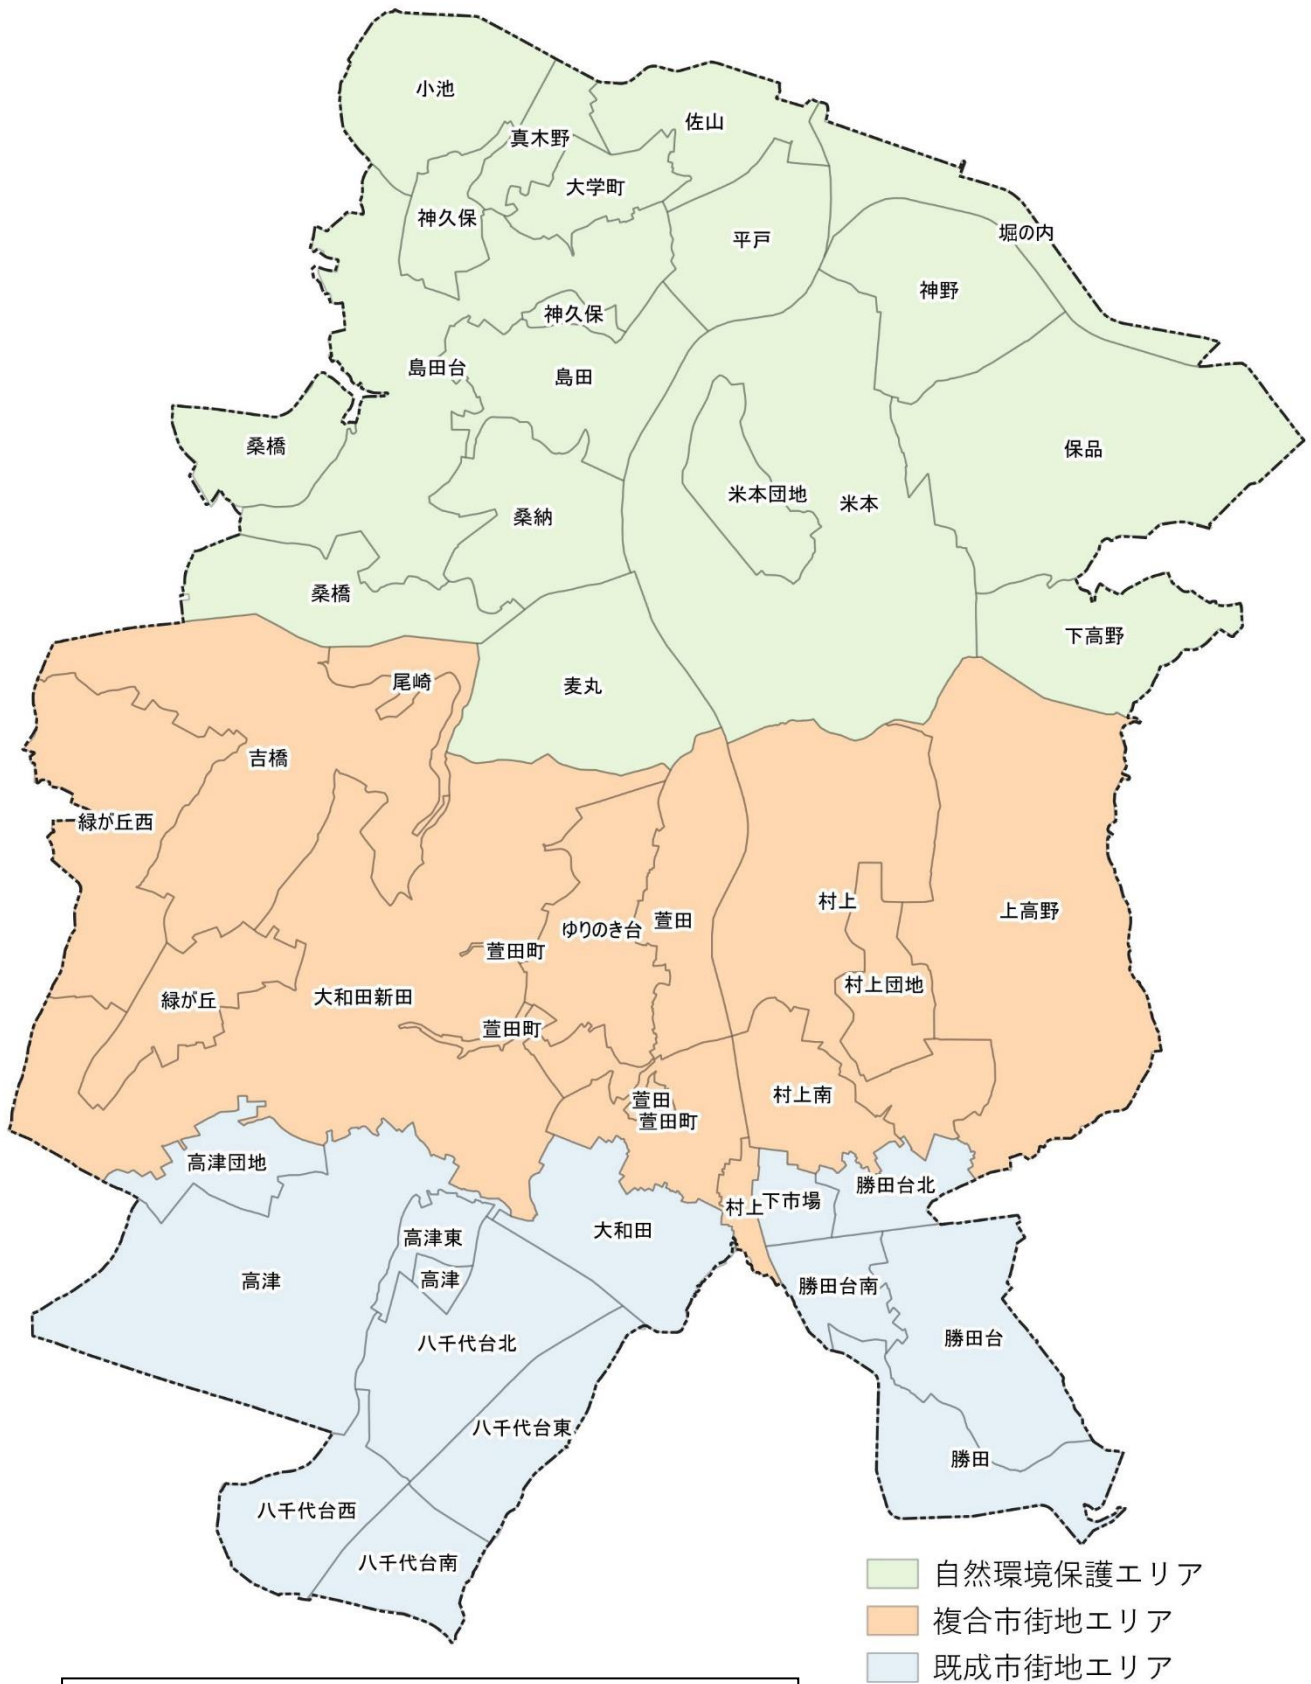 小池
佐山
真木野
大学町
神久保
堀の内
平戸
神野
神久保
島田台
島田
桑橋
保品
米本団地
米本
桑納
桑橋
下高野
尾崎
麦丸
吉橋
緑が丘西
村上
上高野
萱田
ゆりのき台
萱田町
村上団地
緑が丘
大和田新田
萱田町
村上南
萱田
萱田町
高津団地
勝田台北
村上
下市場
高津東
大和田
高津
高津
勝田台南
八千代台北
勝田台
八千代台東
勝田
八千代台西
八千代台南
自然環境保護エリア
複合市街地エリア
既成市街地エリア